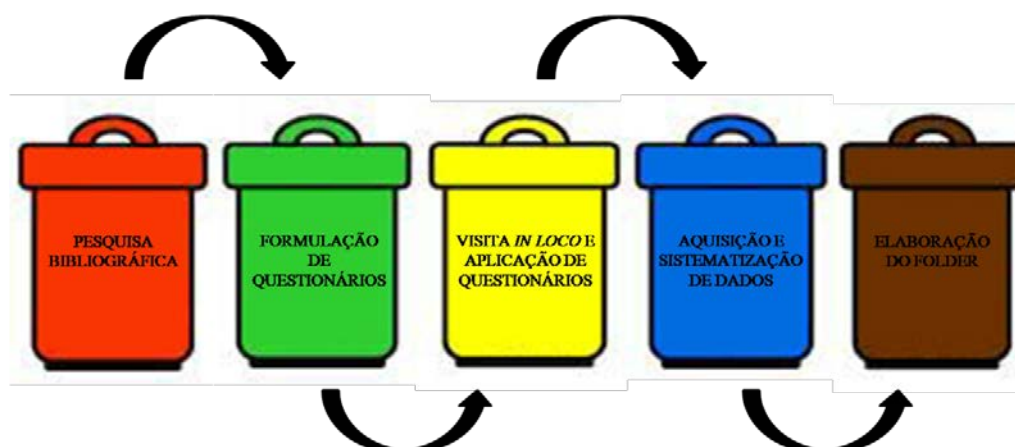 PESQUISA
BIBLIOGRÁFICA
FORMULAÇÃO
DE
QUESTIONÁRIOS
VISITA IN LOCO E
APLICAÇÃO DE
QUESTIONÁRIOS
AQUISIÇÃO E
SISTEMATIZAÇÃO
DE DADOS
ELABORAÇÃO
DO FOLDER